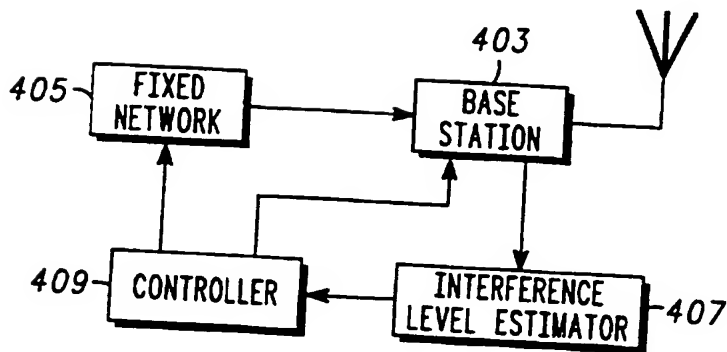 403
405
FIXED
NETWORK
BASE
STATION
409
CONTROLLER
INTERFERENCE
LEVEL ESTIMATOR
407